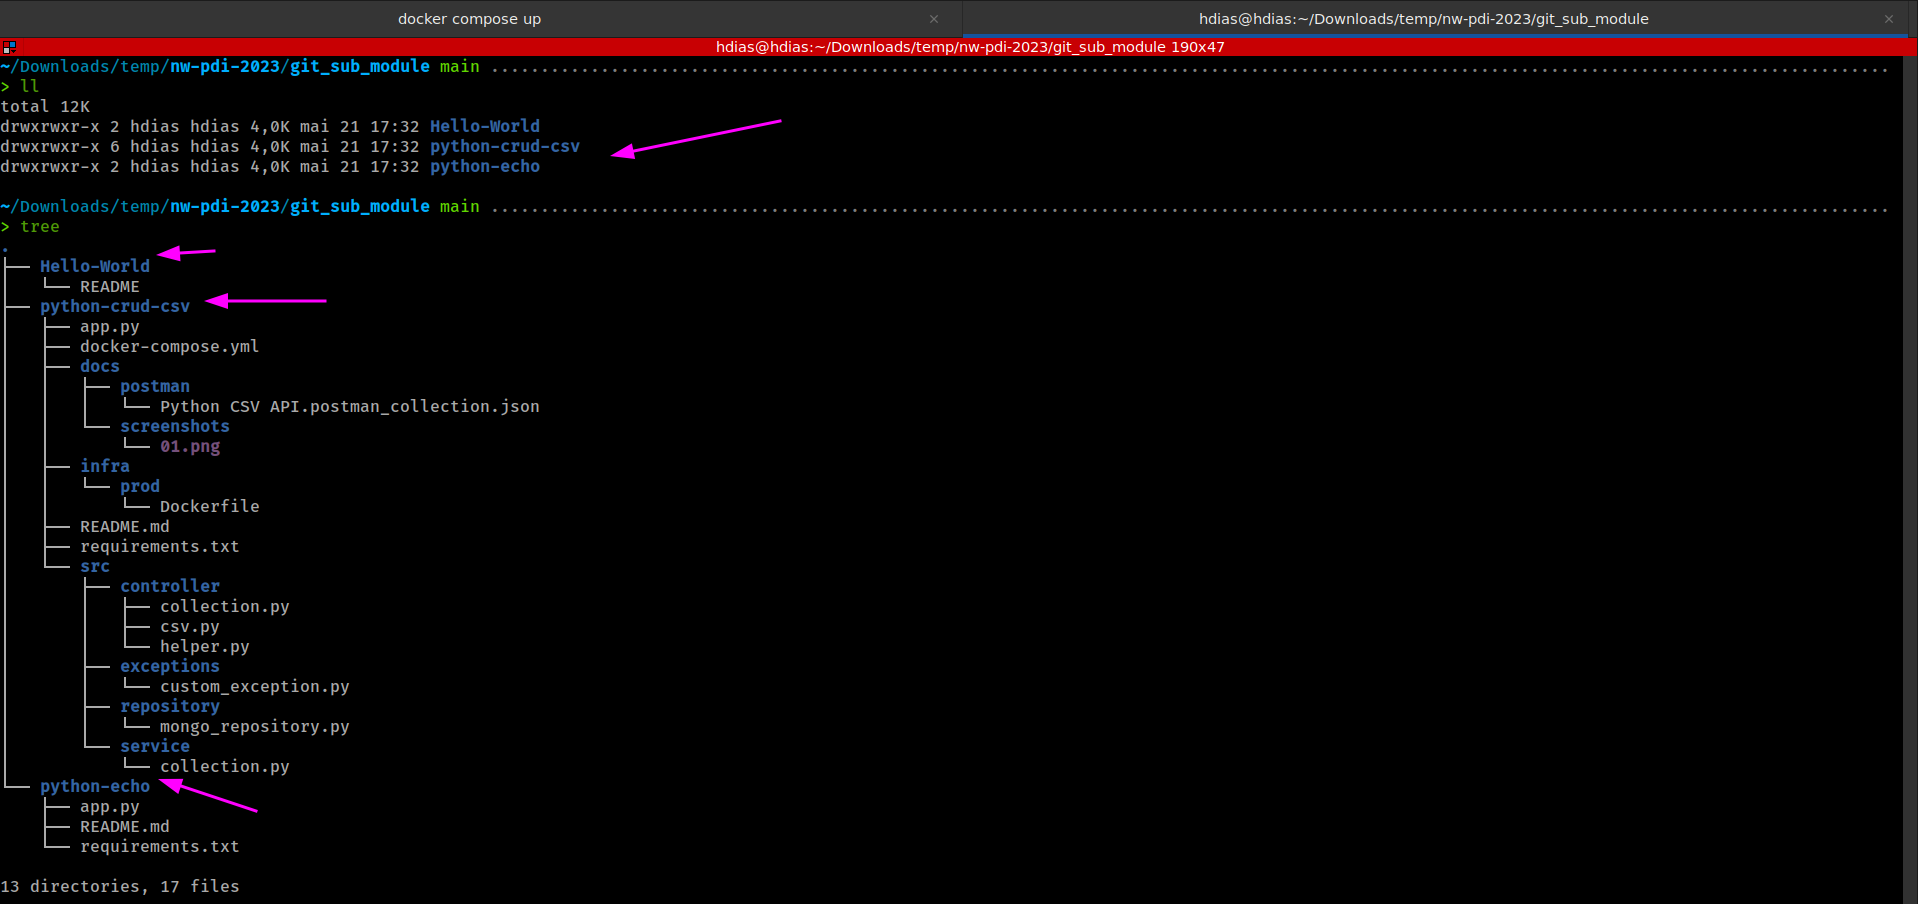 docker compose up × hdias@hdias:~/Downloads/temp/nw-pdi-2023/git_sub_module ×
hdias@hdias:~/Downloads/temp/nw-pdi-2023/git_sub_module 190x47
~/Downloads/temp/nw-pdi-2023/git_sub_module main
> ll
total 12K
drwxrwxr-x 2 hdias hdias 4,0K mai 21 17:32 Hello-World
drwxrwxr-x 6 hdias hdias 4,0K mai 21 17:32 python-crud-csv
drwxrwxr-x 2 hdias hdias 4,0K mai 21 17:32 python-echo
~/Downloads/temp/nw-pdi-2023/git_sub_module main
> tree
.
├── Hello-World
│   └── README
├── python-crud-csv
│   ├── app.py
│   ├── docker-compose.yml
│   ├── docs
│   │   ├── postman
│   │   │   └── Python CSV API.postman_collection.json
│   │   └── screenshots
│   │       └── 01.png
│   ├── infra
│   │   └── prod
│   │       └── Dockerfile
│   ├── README.md
│   ├── requirements.txt
│   └── src
│       ├── controller
│       │   ├── collection.py
│       │   ├── csv.py
│       │   └── helper.py
│       ├── exceptions
│       │   └── custom_exception.py
│       ├── repository
│       │   └── mongo_repository.py
│       └── service
│           └── collection.py
└── python-echo
    ├── app.py
    ├── README.md
    └── requirements.txt
13 directories, 17 files